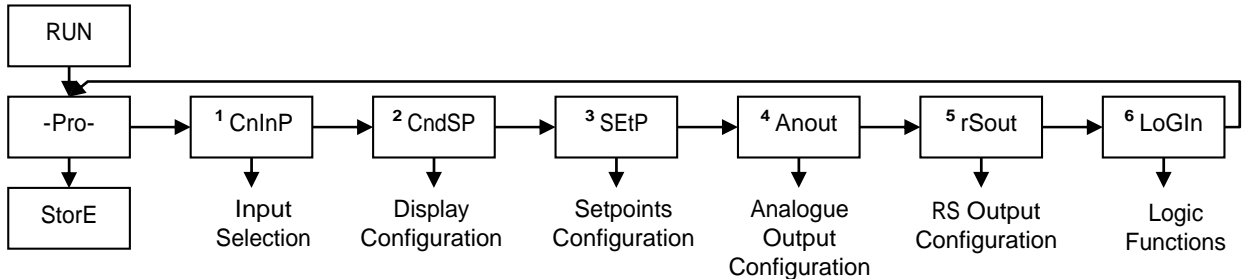 RUN
-Pro-
1 CnInP
2 CndSP
3 SEtP
4 Anout
5 rSout
6 LoGIn
StorE
Input
Selection
Display
Configuration
Setpoints
Configuration
Analogue
Output
Configuration
RS Output
Configuration
Logic
Functions